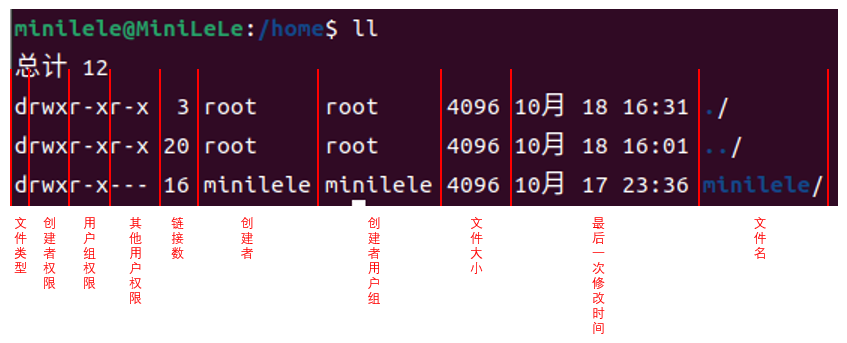 minilele@MiniLeLe:/home$ ll
总计 12
drwxr-xr-x 3 root root 4096 10月 18 16:31 ./
drwxr-xr-x 20 root root 4096 10月 18 16:01 ../
drwxr-x--- 16 minilele minilele 4096 10月 17 23:36 minilele/
文件类型
创建者权限
用户组权限
其他用户权限
链接数
创建者
创建者用户组
文件大小
最后一次修改时间
文件名